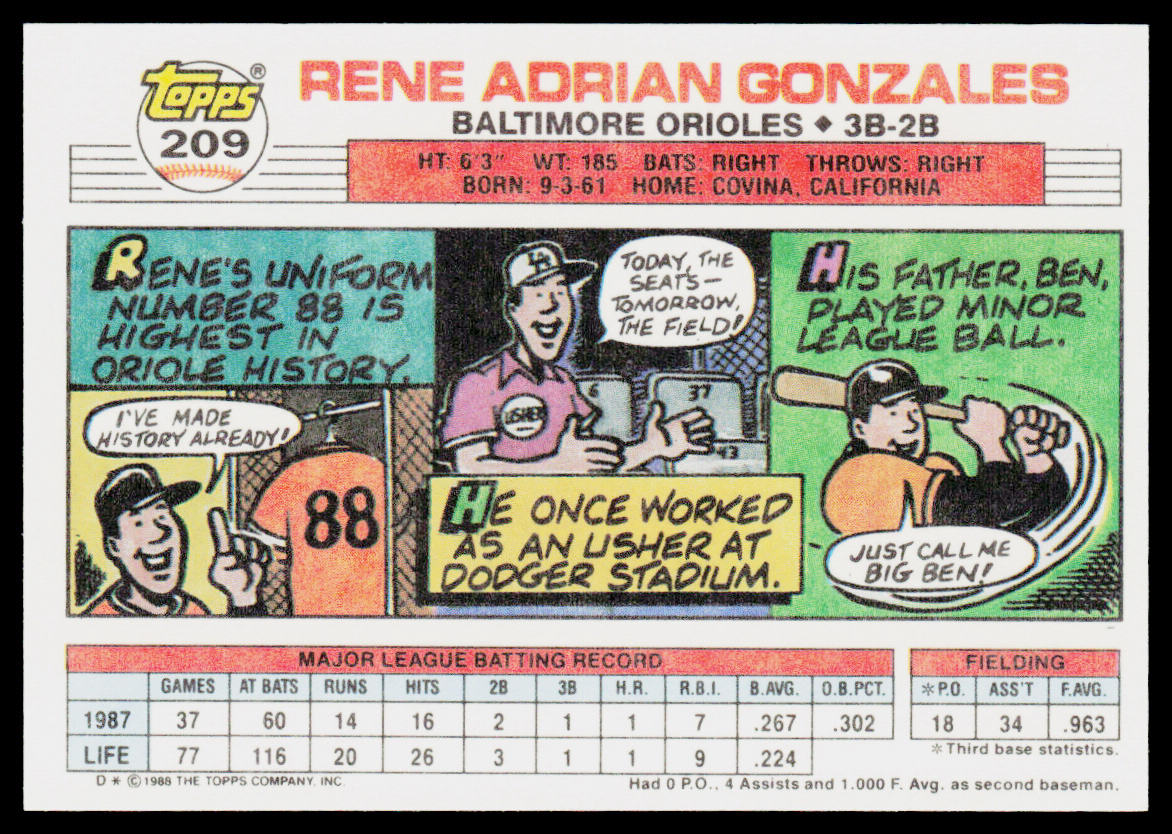 topps®
209
RENE ADRIAN GONZALES
BALTIMORE ORIOLES ◆ 3B-2B
HT: 6'3" WT: 185 BATS: RIGHT THROWS: RIGHT
BORN: 9-3-61 HOME: COVINA, CALIFORNIA
RENE'S UNIFORM
NUMBER 88 IS
HIGHEST IN
ORIOLE HISTORY.
I'VE MADE
HISTORY ALREADY!
88
LA
TODAY, THE
SEATS—
TOMORROW,
THE FIELD!
USHER
6
37
43
HE ONCE WORKED
AS AN USHER AT
DODGER STADIUM.
HIS FATHER, BEN,
PLAYED MINOR
LEAGUE BALL.
JUST CALL ME
BIG BEN!
MAJOR LEAGUE BATTING RECORD
GAMES AT BATS RUNS HITS 2B 3B H.R. R.B.I. B.AVG. O.B.PCT.
1987 37 60 14 16 2 1 1 7 .267 .302
LIFE 77 116 20 26 3 1 1 9 .224
FIELDING
*P.O. ASS'T F.AVG.
18 34 .963
*Third base statistics.
D * ©1988 THE TOPPS COMPANY, INC.
Had 0 P.O., 4 Assists and 1.000 F. Avg. as second baseman.